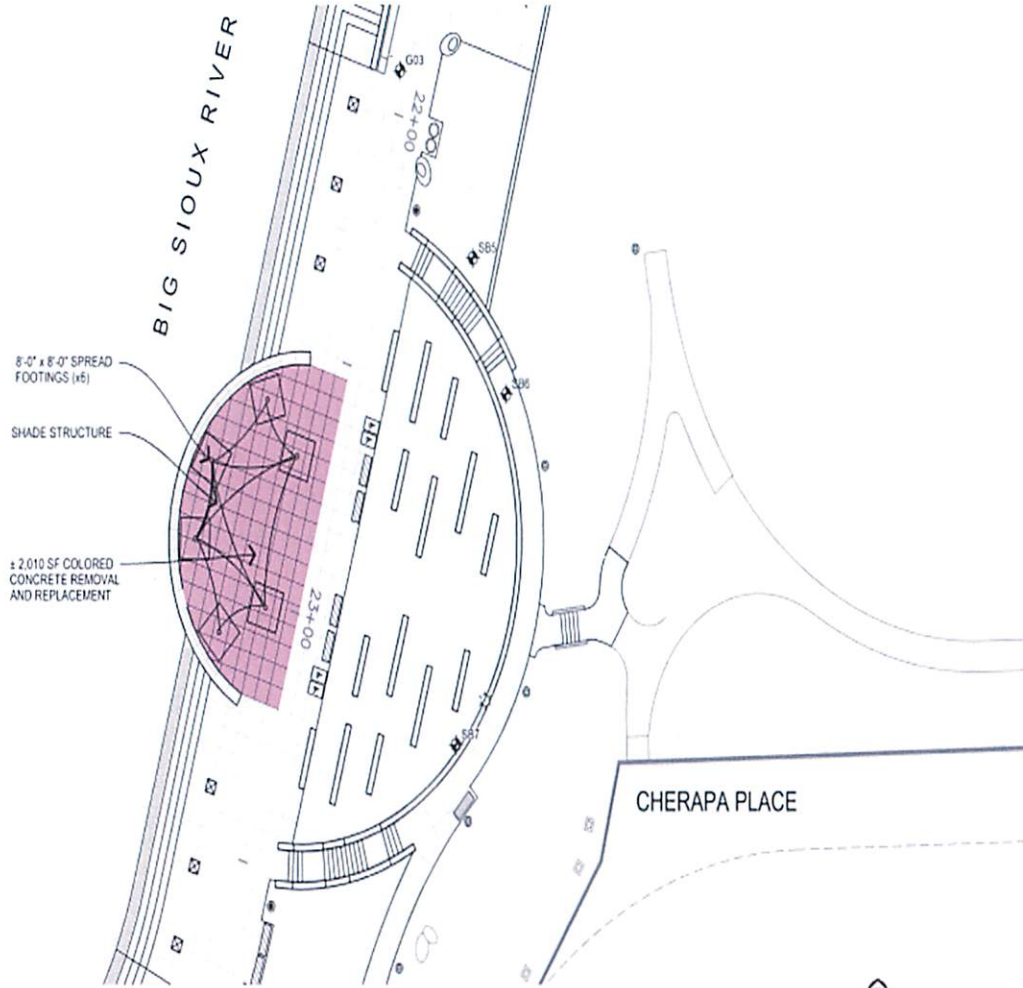 BIG SIOUX RIVER
G03
22+00
SB5
8'-0" x 8'-0" SPREAD
FOOTINGS (x6)
SB6
SHADE STRUCTURE
± 2,010 SF COLORED
CONCRETE REMOVAL
AND REPLACEMENT
23+00
SB7
CHERAPA PLACE